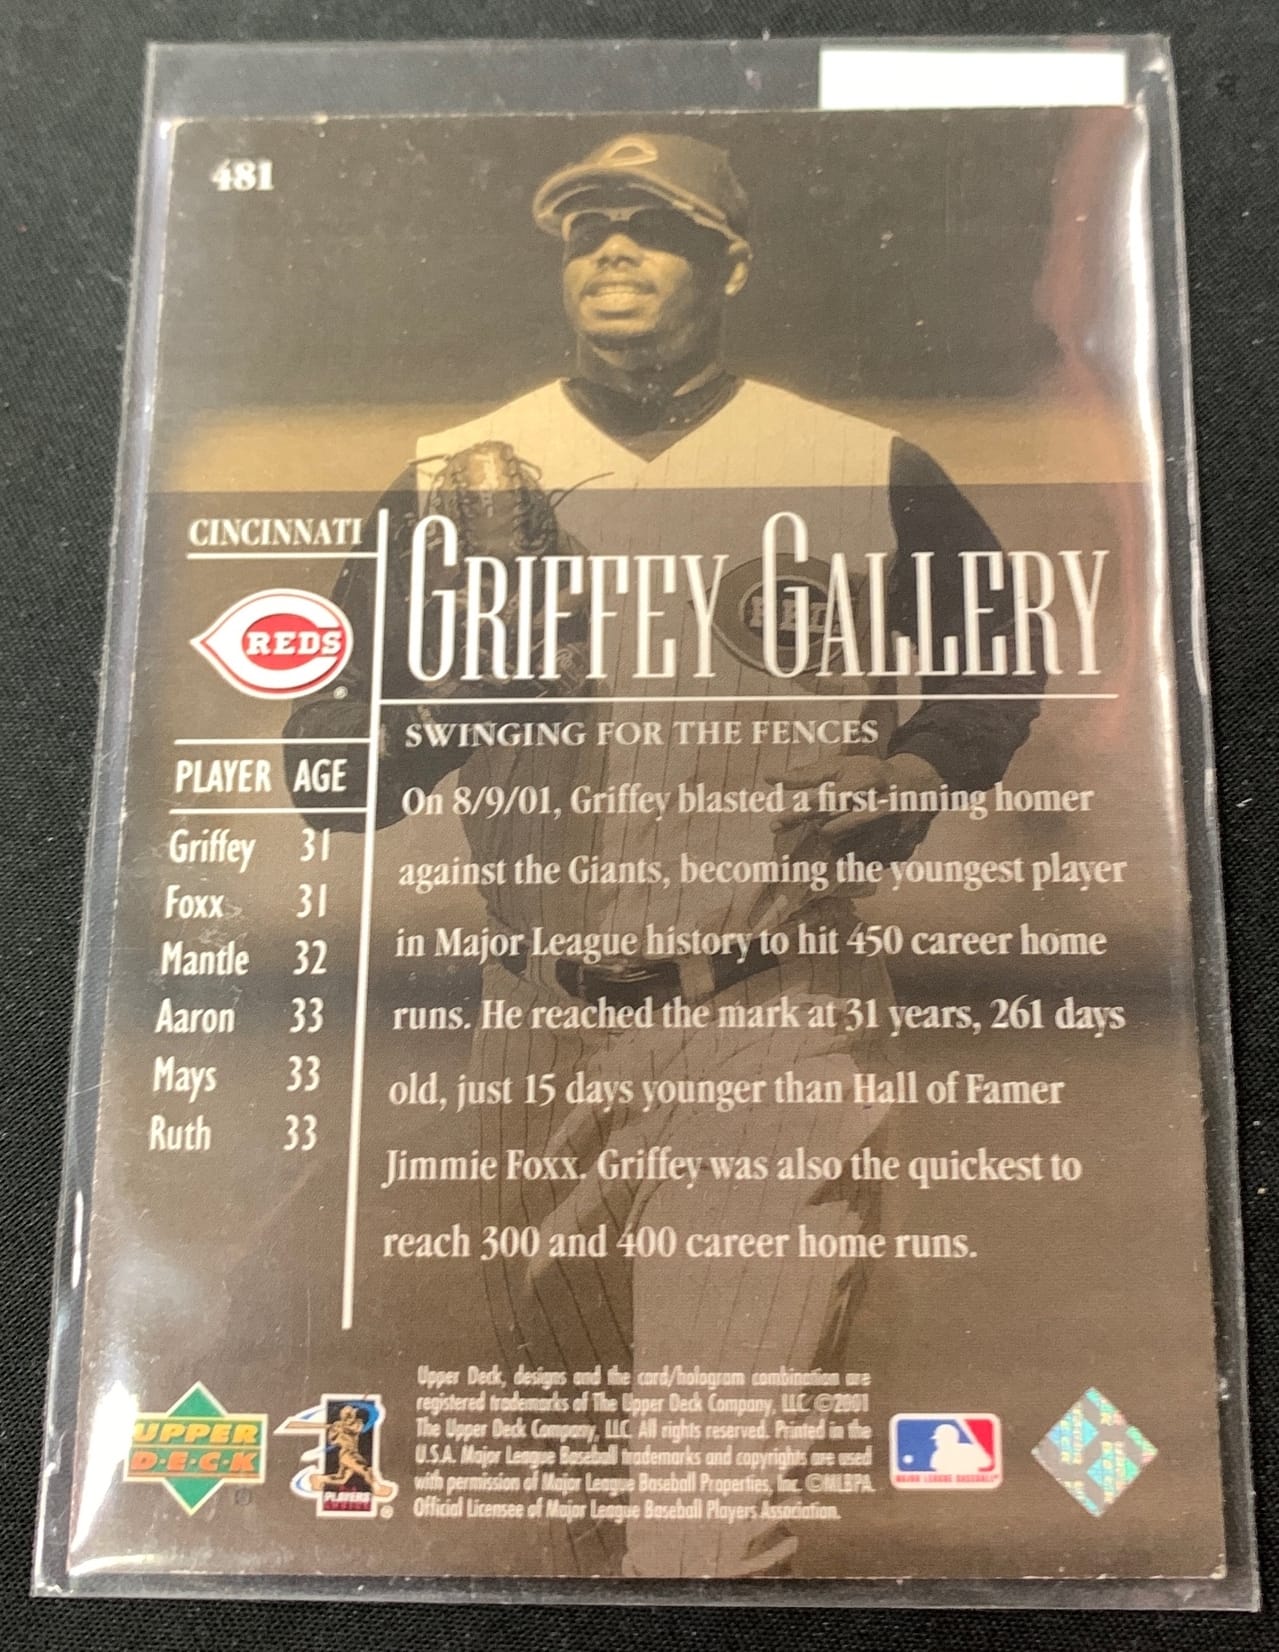 481
CINCINNATI
REDS
®
PLAYER AGE
Griffey 31
Foxx 31
Mantle 32
Aaron 33
Mays 33
Ruth 33
GRIFFEY GALLERY
REDS
SWINGING FOR THE FENCES
On 8/9/01, Griffey blasted a first-inning homer
against the Giants, becoming the youngest player
in Major League history to hit 450 career home
runs. He reached the mark at 31 years, 261 days
old, just 15 days younger than Hall of Famer
Jimmie Foxx. Griffey was also the quickest to
reach 300 and 400 career home runs.
UPPER
D·E·C·K
®
PLAYERS
CHOICE
®
Upper Deck, designs and the card/hologram combination are
registered trademarks of The Upper Deck Company, LLC ©2001
The Upper Deck Company, LLC. All rights reserved. Printed in the
U.S.A. Major League Baseball trademarks and copyrights are used
with permission of Major League Baseball Properties, Inc. ©MLBPA.
Official Licensee of Major League Baseball Players Association.
MAJOR LEAGUE BASEBALL